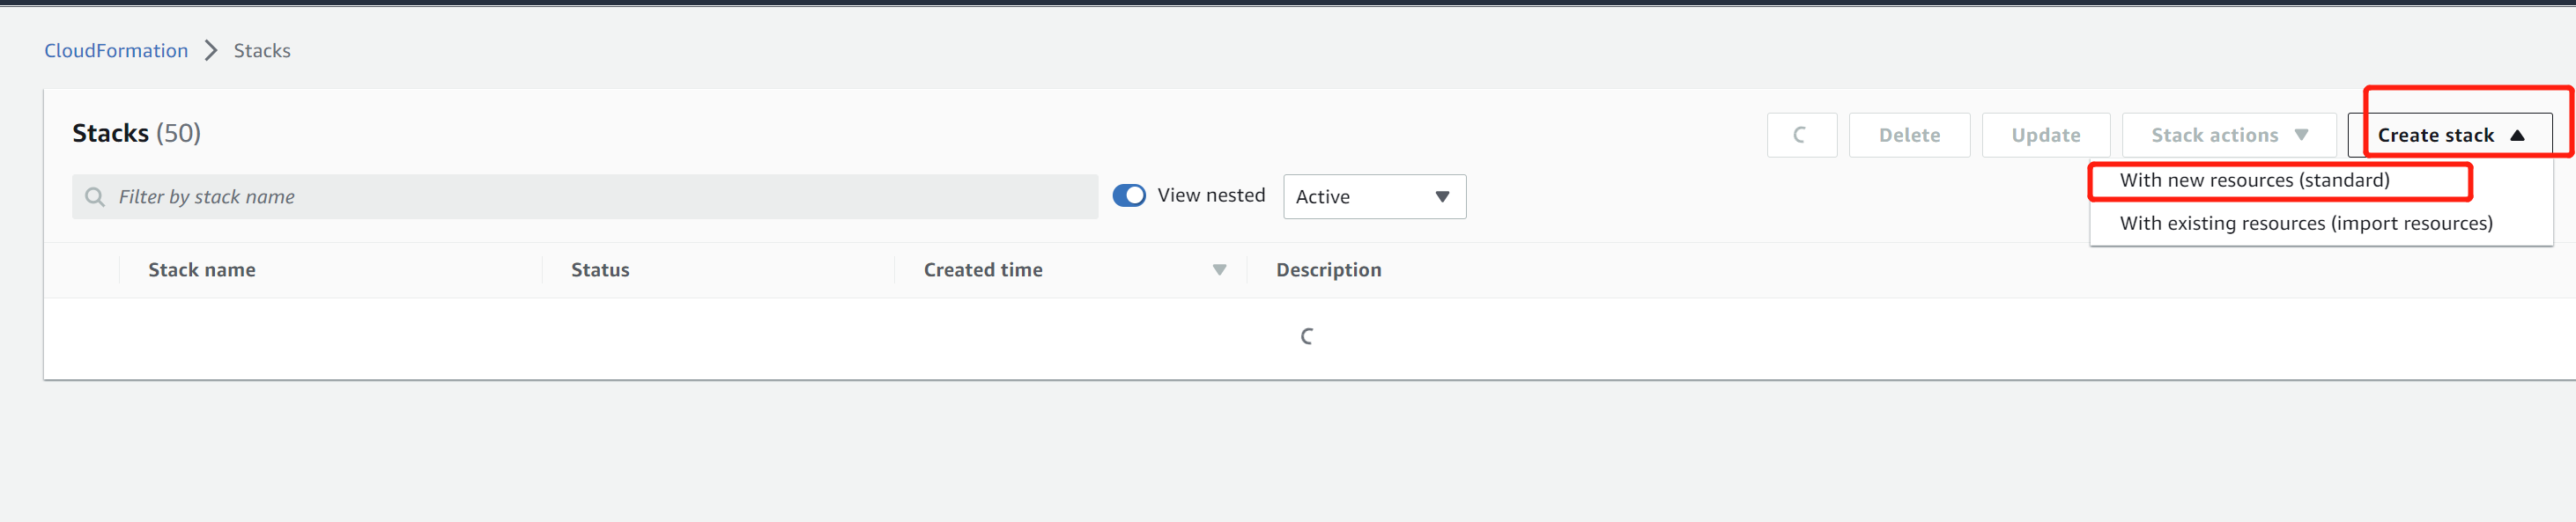 CloudFormation Stacks
Stacks (50)
Delete
Update
Stack actions
Create stack
With new resources (standard)
With existing resources (import resources)
Filter by stack name
View nested
Active
Stack name
Status
Created time
Description